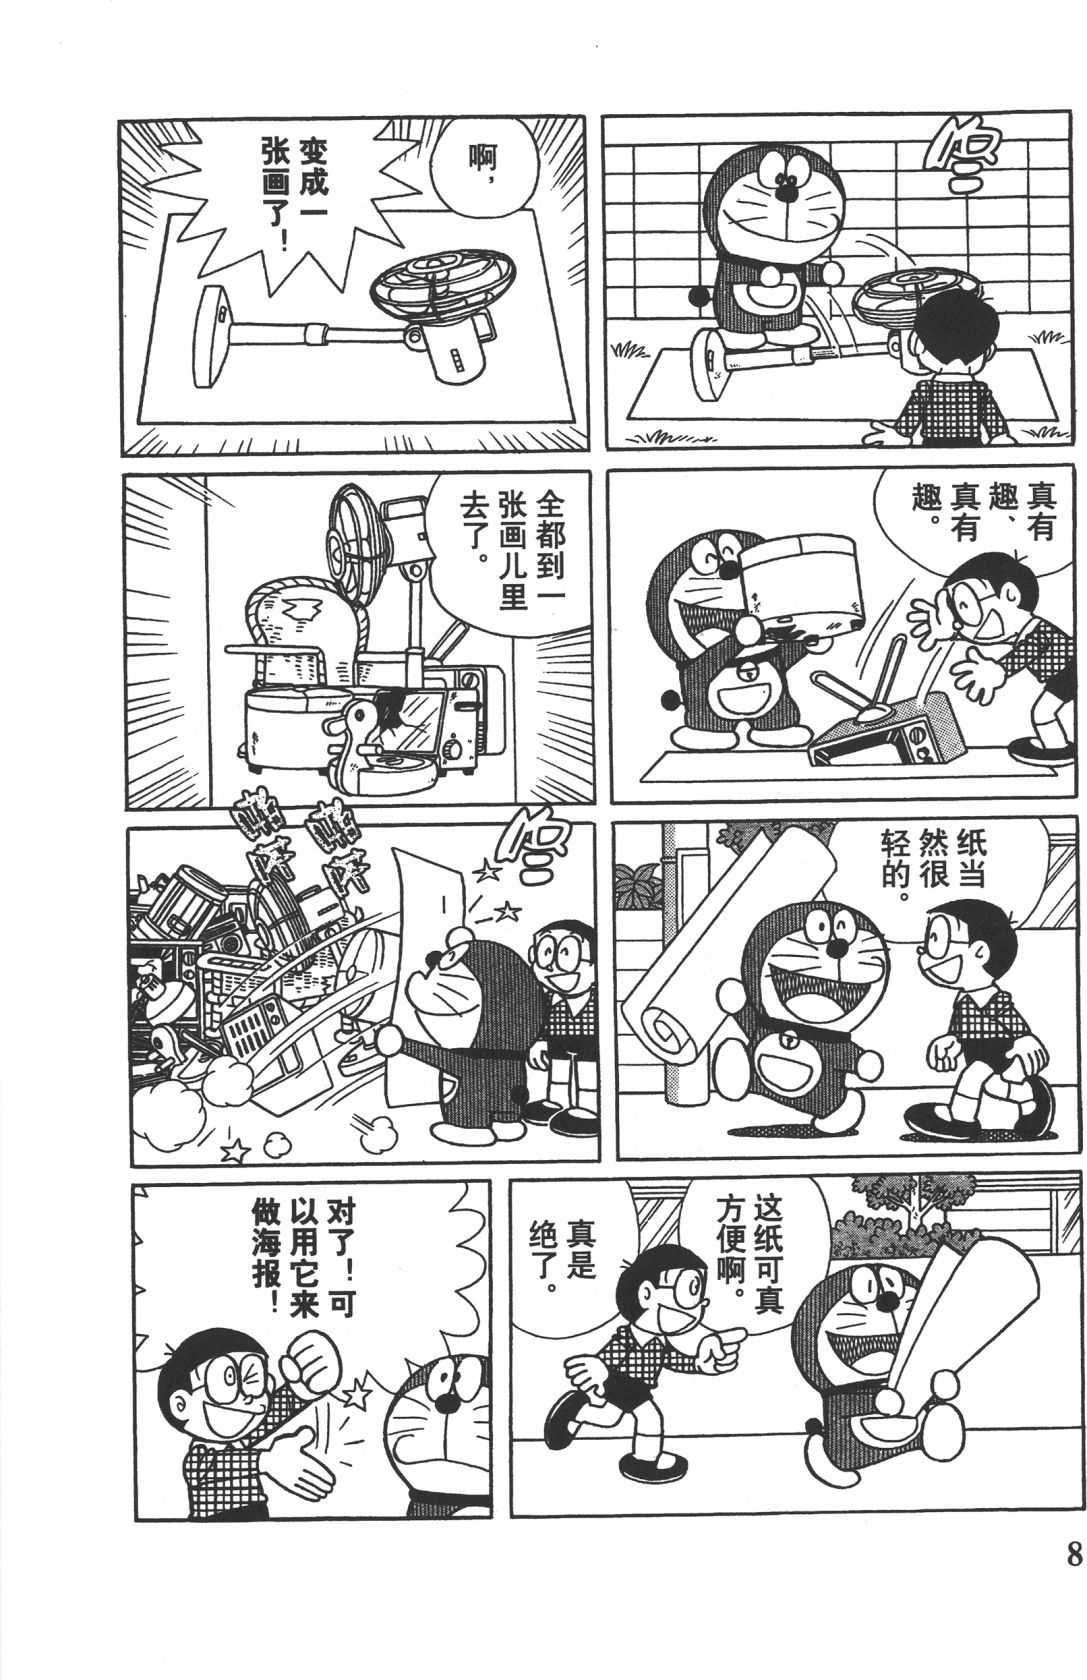 啊，
变成一
张画了！
真有
趣、
真有
趣。
全都到一
张画儿里
去了。
纸当
然很
轻的。
这纸可真
方便啊。
真是
绝了。
对了！可
以用它来
做海报！
8